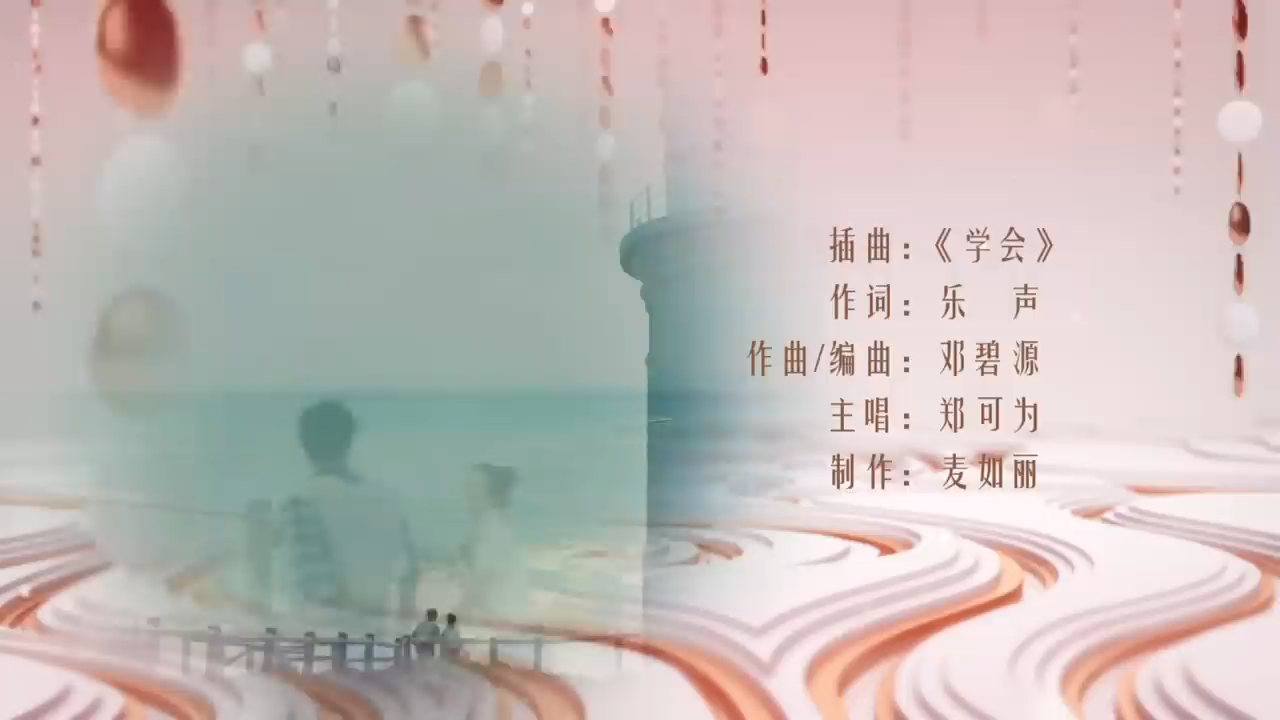 插曲：《学会》
作词：乐 声
作曲/编曲：邓碧源
主唱：郑可为
制作：麦如丽